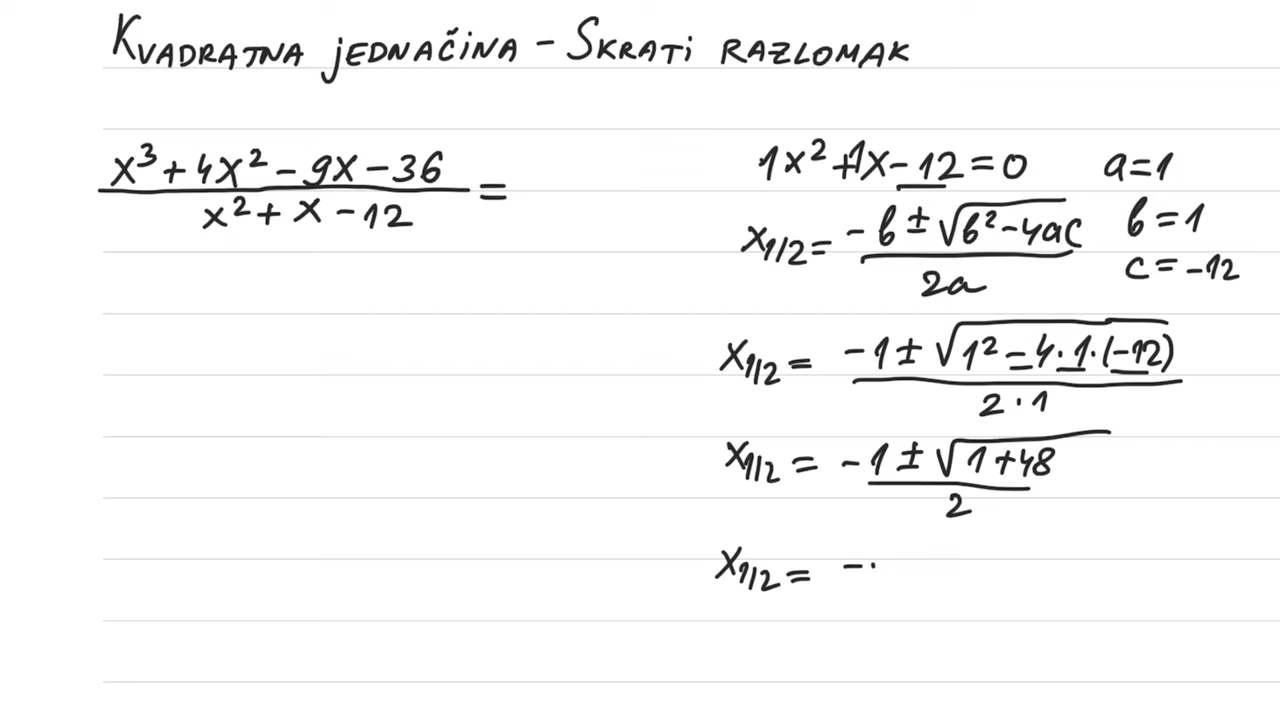 Kvadratna jednačina - Skrati razlomak
x³ + 4x² - 9x - 36
x² + x - 12
=
1x² + 1x - 12 = 0
x1/2 = -b ± √b² - 4ac
2a
x1/2 = -1 ± √1² - 4·1·(-12)
2·1
x1/2 = -1 ± √1 + 48
2
x1/2 = -·
a = 1
b = 1
c = -12